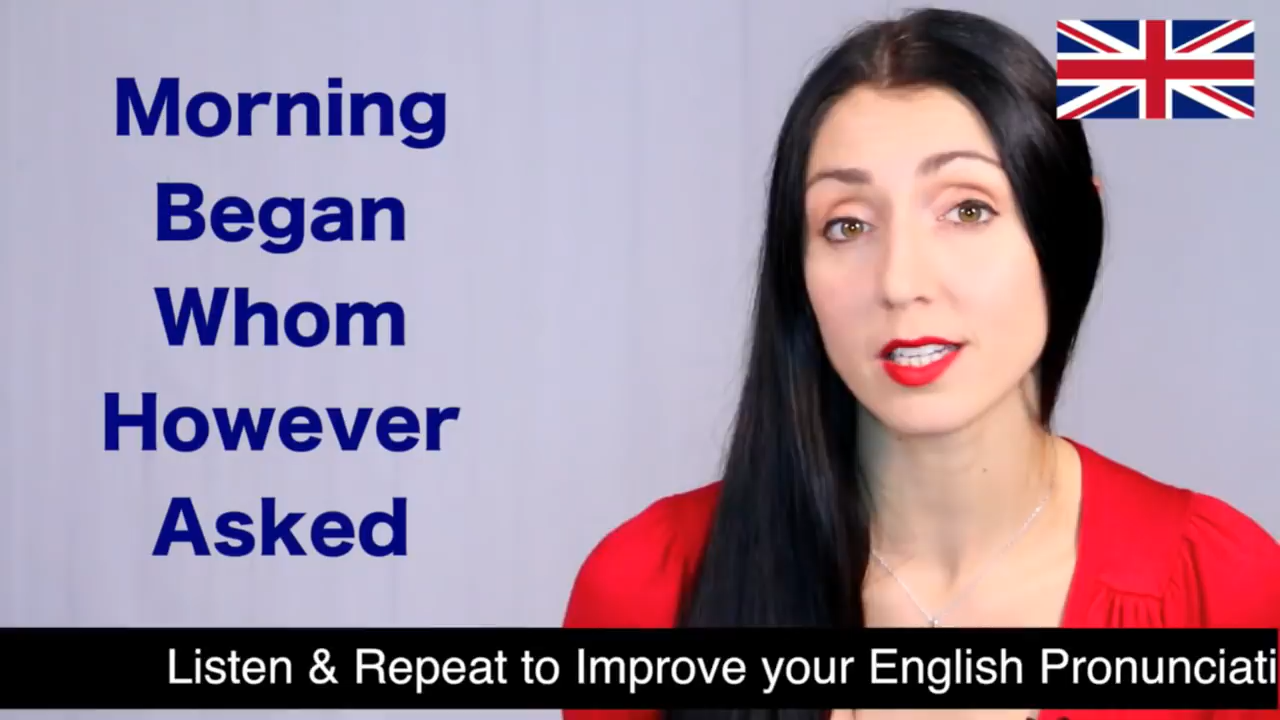 Morning
Began
Whom
However
Asked
Listen & Repeat to Improve your English Pronunciati